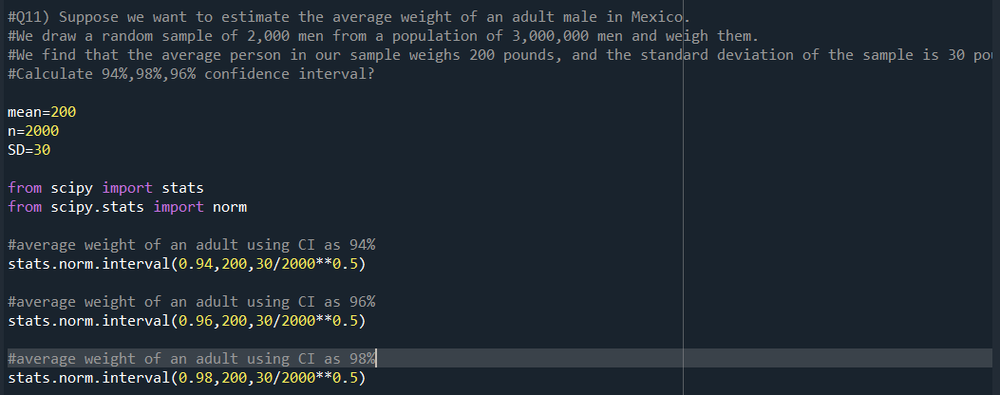 #Q11) Suppose we want to estimate the average weight of an adult male in Mexico.
#We draw a random sample of 2,000 men from a population of 3,000,000 men and weigh them.
#We find that the average person in our sample weighs 200 pounds, and the standard deviation of the sample is 30 po
#Calculate 94%,98%,96% confidence interval?
mean=200
n=2000
SD=30
from scipy import stats
from scipy.stats import norm
#average weight of an adult using CI as 94%
stats.norm.interval(0.94,200,30/2000**0.5)
#average weight of an adult using CI as 96%
stats.norm.interval(0.96,200,30/2000**0.5)
#average weight of an adult using CI as 98%
stats.norm.interval(0.98,200,30/2000**0.5)